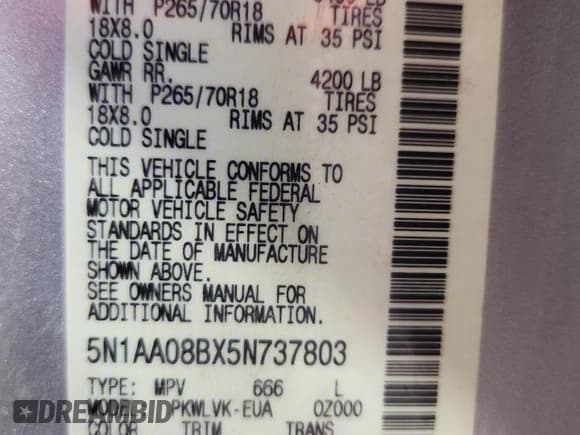 WITH P265/70R18 TIRES
18X8.0 RIMS AT 35 PSI
COLD SINGLE
GAWR RR. 4200 LB
WITH P265/70R18 TIRES
18X8.0 RIMS AT 35 PSI
COLD SINGLE
THIS VEHICLE CONFORMS TO
ALL APPLICABLE FEDERAL
MOTOR VEHICLE SAFETY
STANDARDS IN EFFECT ON
THE DATE OF MANUFACTURE
SHOWN ABOVE.
SEE OWNERS MANUAL FOR
ADDITIONAL INFORMATION
5N1AA08BX5N737803
TYPE: MPV 666 L
PKWLVK-EUA 0Z000
COLOR TRIM TRANS
DREAMBID